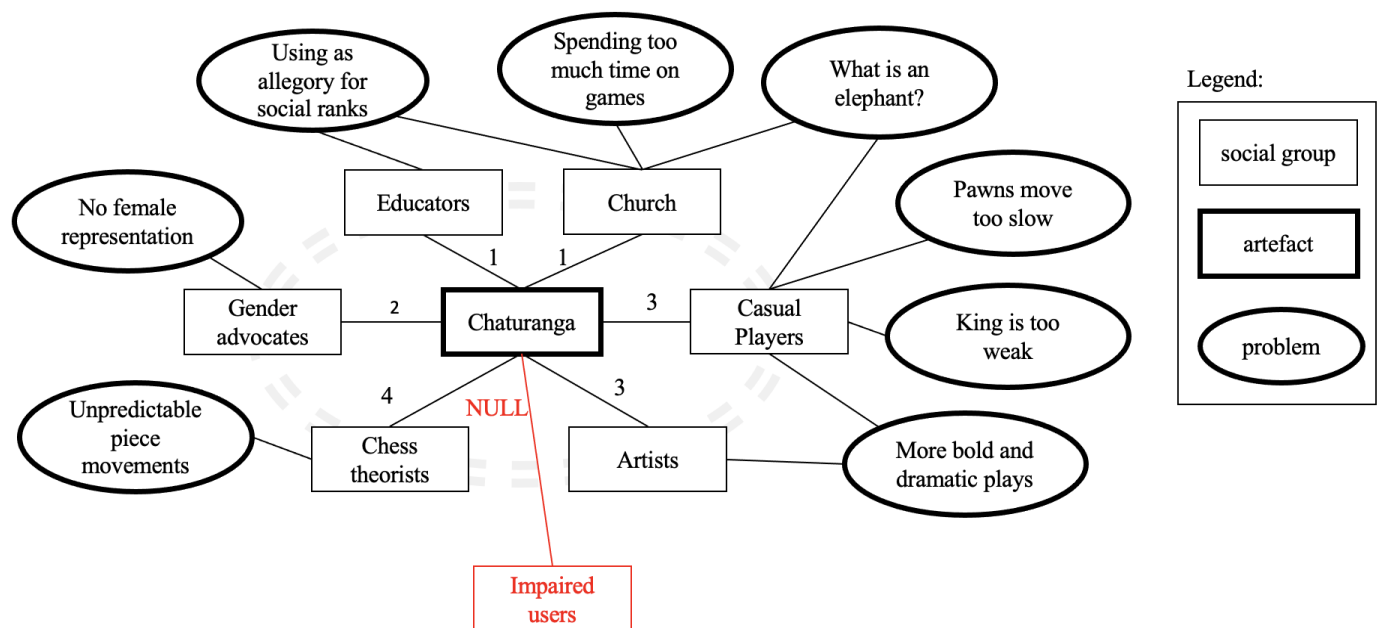 Using as
allegory for
social ranks
Spending too
much time on
games
What is an
elephant?
Legend:
social group
artefact
problem
Educators
Church
Pawns move
too slow
No female
representation
1
1
Gender
advocates
2
Chaturanga
3
Casual
Players
King is too
weak
4
NULL
3
Unpredictable
piece
movements
Chess
theorists
Artists
More bold and
dramatic plays
Impaired
users